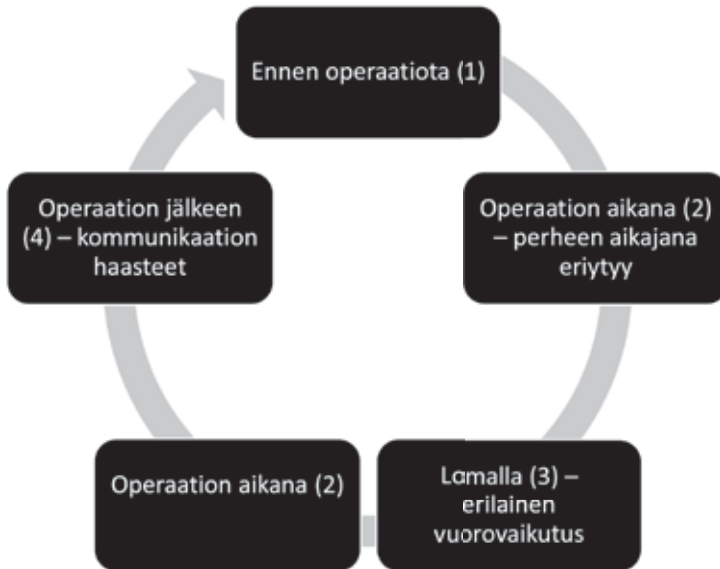 Ennen operaatiota (1)
Operaation aikana (2)
– perheen aikajana
eriytyy
Lomalla (3) –
erilainen
vuorovaikutus
Operaation aikana (2)
Operaation jälkeen
(4) – kommunikaation
haasteet